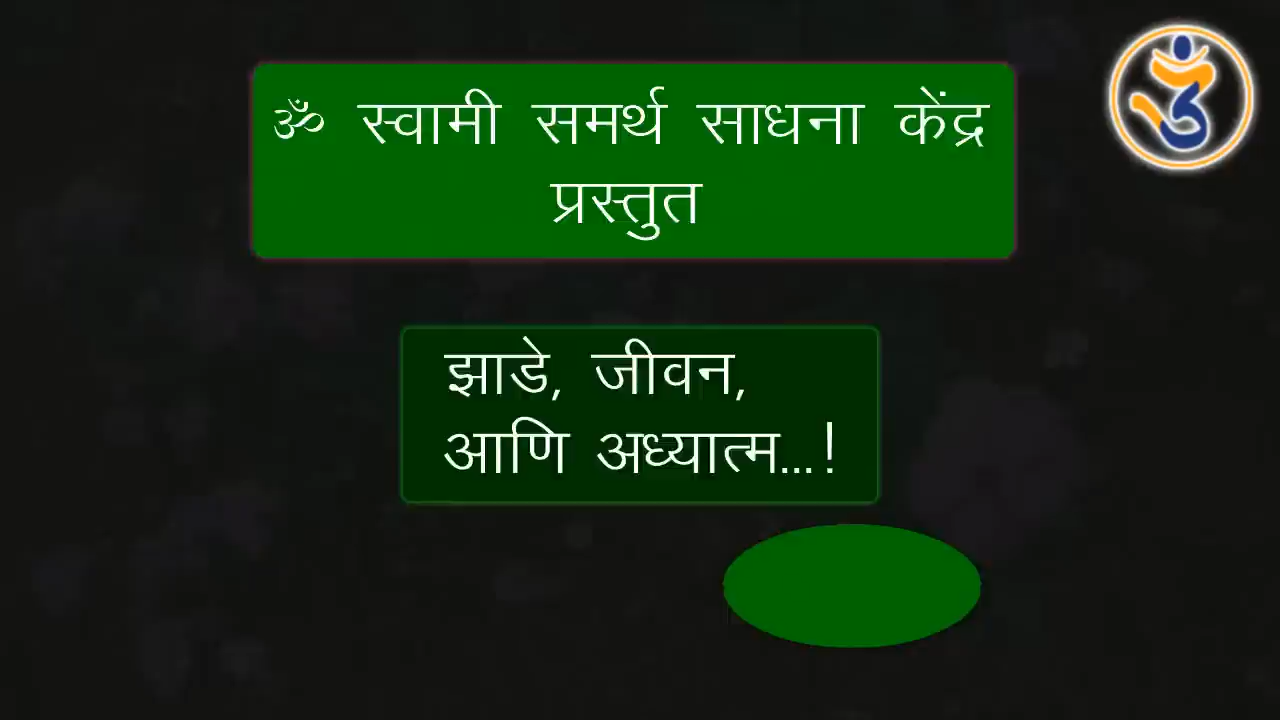 ॐ स्वामी समर्थ साधना केंद्र
प्रस्तुत
झाडे, जीवन,
आणि अध्यात्म...!